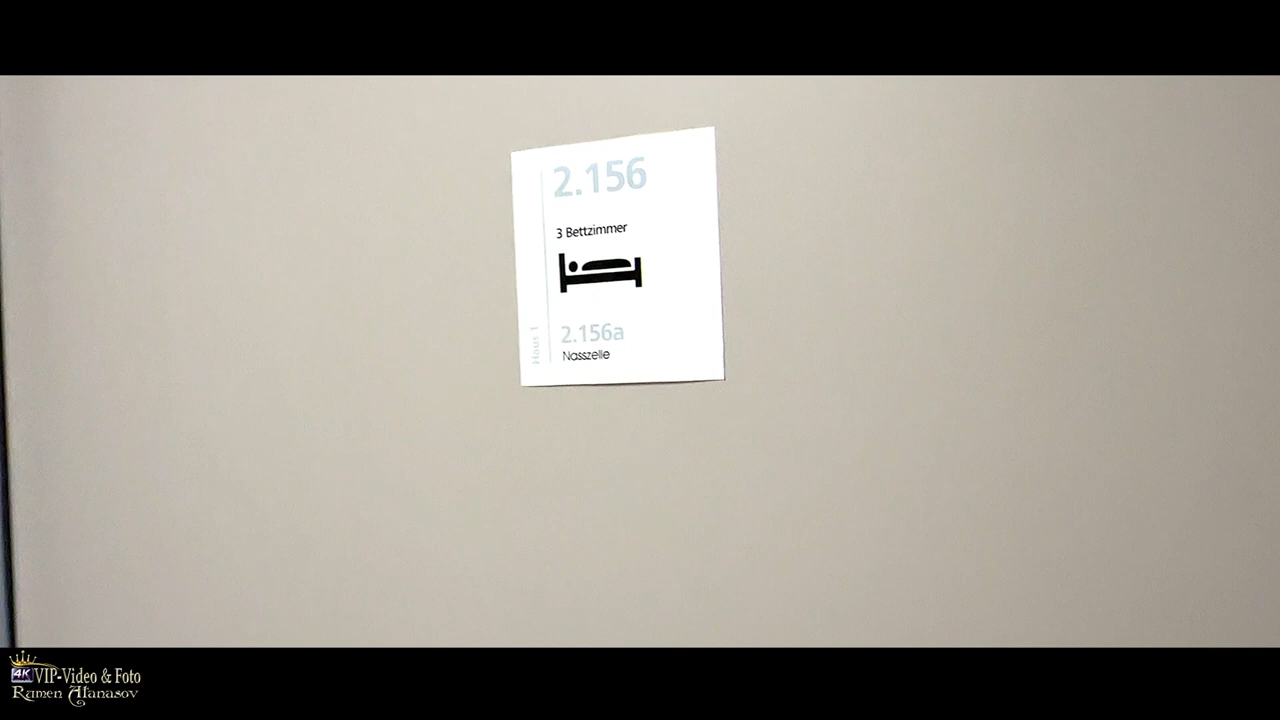 2.156
3 Bettzimmer
2.156a
Nasszelle
Haus 1
4K VIP-Video & Foto
Rumen Afanasov